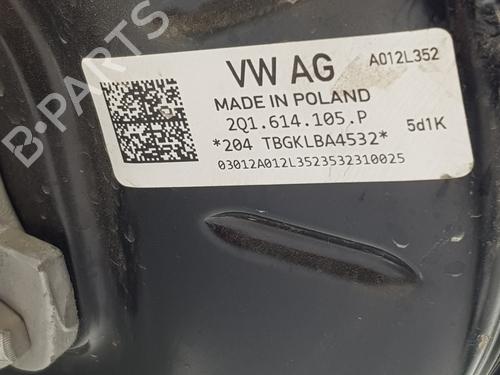 B-PARTS
VW AG
A012L352
MADE IN POLAND
2Q1.614.105.P
*204 TBGKLBA4532*
5d1K
03012A012L3523532310025